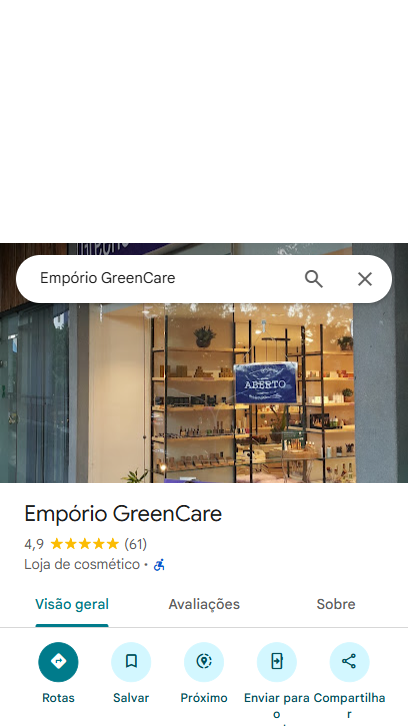 Empório GreenCare
ABERTO
Empório GreenCare
4,9 ★★★★★ (61)
Loja de cosmético ·
Visão geral Avaliações Sobre
Rotas Salvar Próximo Enviar para Compartilha
o r